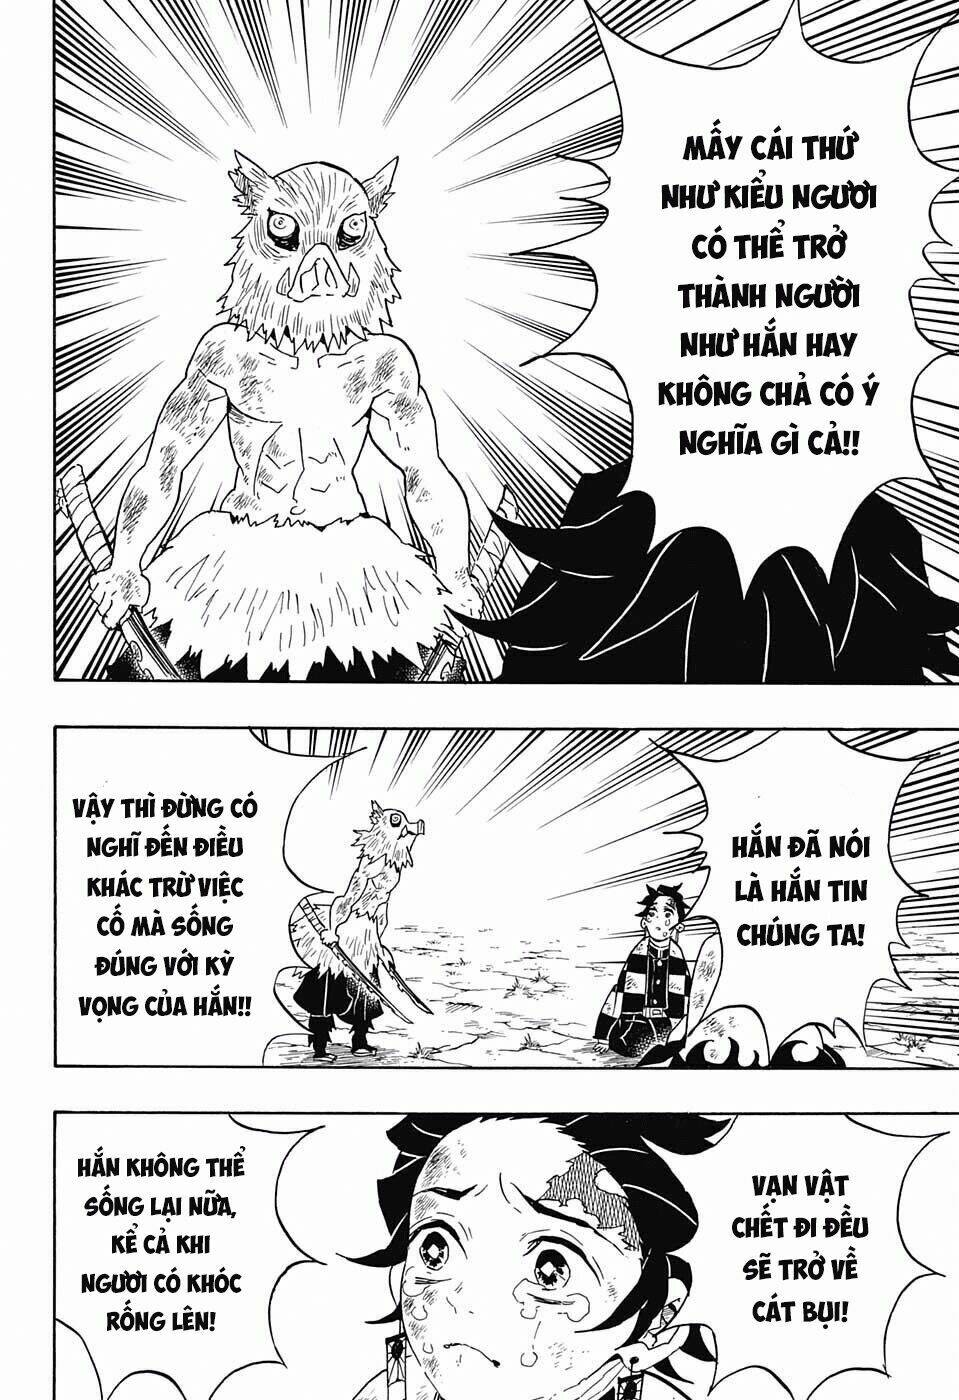 MẤY CÁI THỨ
NHƯ KIỂU NGƯƠI
CÓ THỂ TRỞ
THÀNH NGƯỜI
NHƯ HẮN HAY
KHÔNG CHẢ CÓ Ý
NGHĨA GÌ CẢ!!
HẮN ĐÃ NÓI
LÀ HẮN TIN
CHÚNG TA!
VẬY THÌ ĐỪNG CÓ
NGHĨ ĐẾN ĐIỀU
KHÁC TRỪ VIỆC
CỐ MÀ SỐNG
ĐÚNG VỚI KỲ
VỌNG CỦA HẮN!!
VẠN VẬT
CHẾT ĐI ĐỀU
SẼ TRỞ VỀ
CÁT BỤI!
HẮN KHÔNG THỂ
SỐNG LẠI NỮA,
KỂ CẢ KHI
NGƯƠI CÓ KHÓC
RỐNG LÊN!